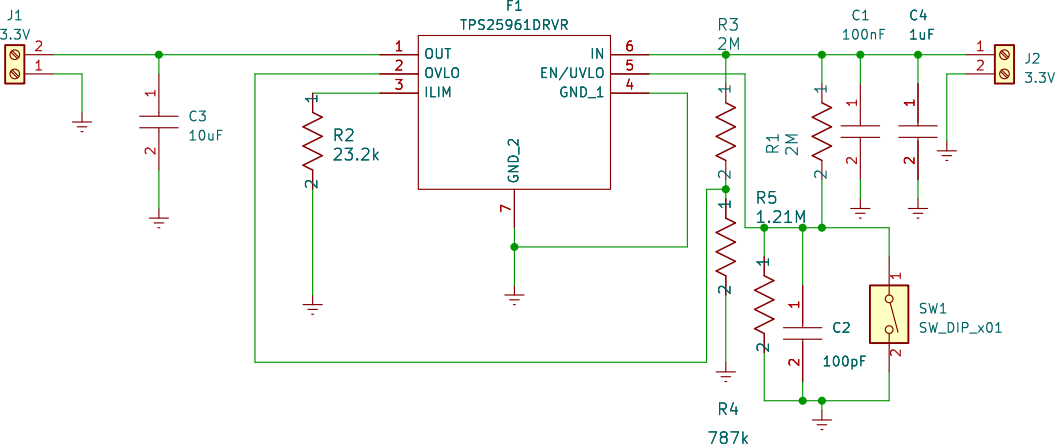 F1
TPS25961DRVR
J1
3.3V
2
1
1
2
C3
10uF
1
2
3
OUT
OVLO
ILIM
IN
EN/UVLO
GND_1
GND_2
6
5
4
7
1
R2
23.2k
2
R3
2M
1
2
1
2
R1
2M
1
2
C1
100nF
1
2
C4
1uF
1
2
1
2
J2
3.3V
R5
1.21M
1
2
1
2
C2
100pF
1
2
SW1
SW_DIP_x01
R4
787k